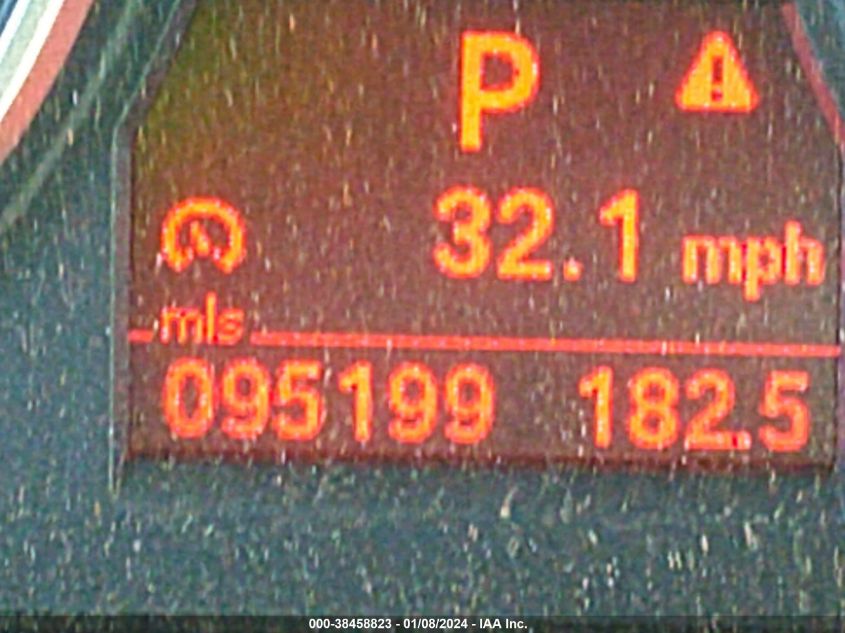 P
32.1 mph
mls
095199 182.5
000-38458823 - 01/08/2024 - IAA Inc.